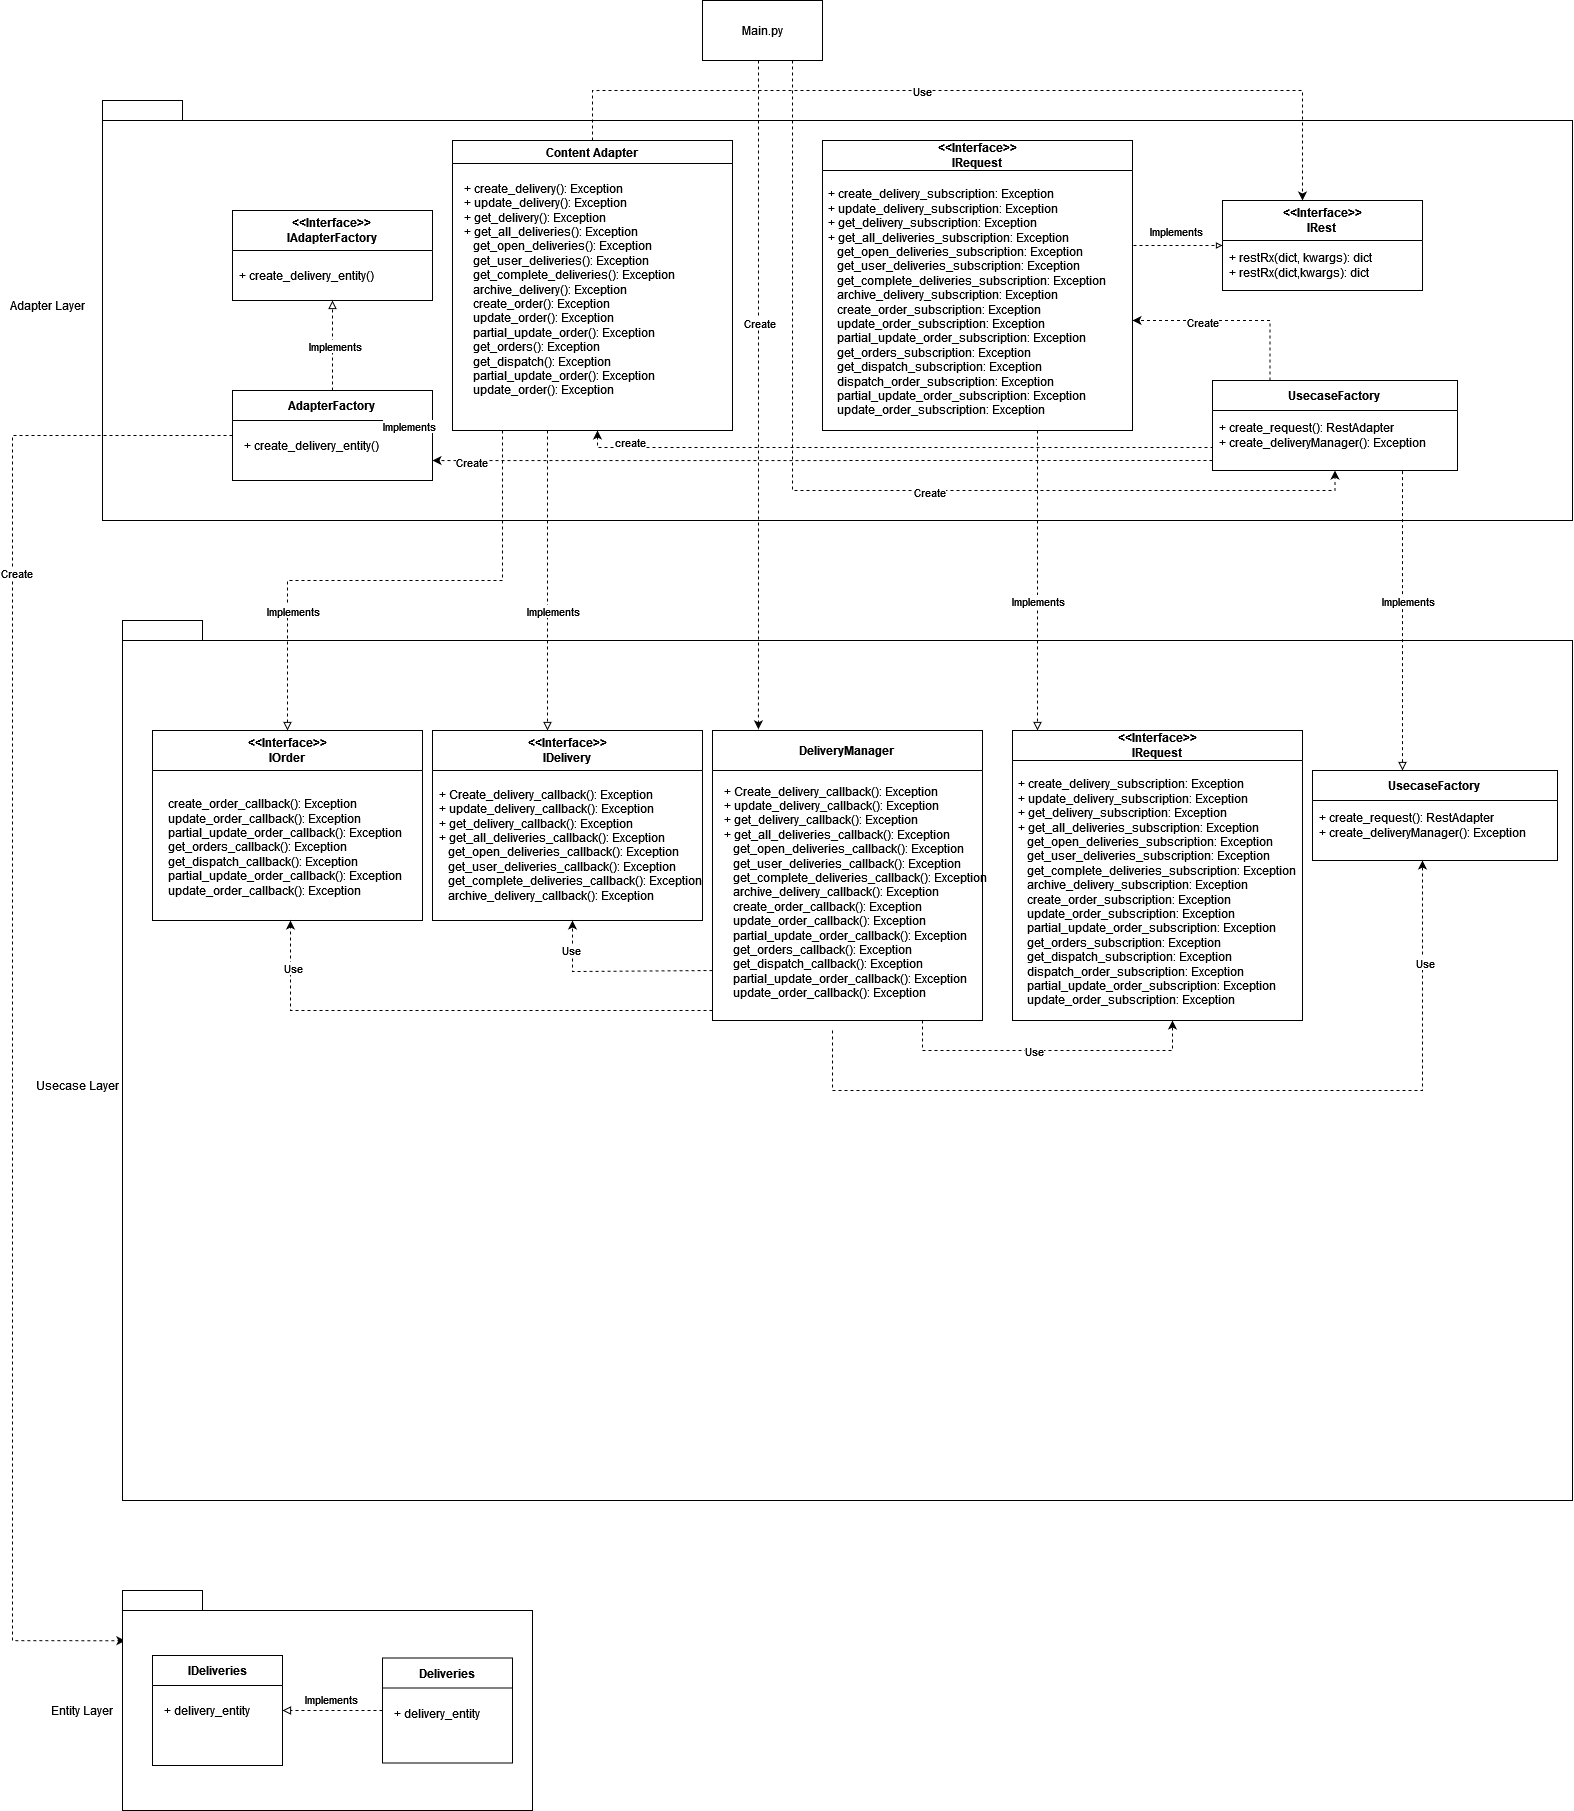 Main.py
Use
Content Adapter
+ create_delivery(): Exception
+ update_delivery(): Exception
+ get_delivery(): Exception
+ get_all_deliveries(): Exception
get_open_deliveries(): Exception
get_user_deliveries(): Exception
get_complete_deliveries(): Exception
archive_delivery(): Exception
create_order(): Exception
update_order(): Exception
partial_update_order(): Exception
get_orders(): Exception
get_dispatch(): Exception
partial_update_order(): Exception
update_order(): Exception
<<Interface>>
IRequest
+ create_delivery_subscription: Exception
+ update_delivery_subscription: Exception
+ get_delivery_subscription: Exception
+ get_all_deliveries_subscription: Exception
get_open_deliveries_subscription: Exception
get_user_deliveries_subscription: Exception
get_complete_deliveries_subscription: Exception
archive_delivery_subscription: Exception
create_order_subscription: Exception
update_order_subscription: Exception
partial_update_order_subscription: Exception
get_orders_subscription: Exception
get_dispatch_subscription: Exception
dispatch_order_subscription: Exception
partial_update_order_subscription: Exception
update_order_subscription: Exception
<<Interface>>
IAdapterFactory
+ create_delivery_entity()
<<Interface>>
IRest
+ restRx(dict, kwargs): dict
+ restRx(dict,kwargs): dict
Implements
Adapter Layer
Create
Create
Implements
AdapterFactory
+ create_delivery_entity()
Implements
UsecaseFactory
+ create_request(): RestAdapter
+ create_deliveryManager(): Exception
create
Create
Create
Create
Implements
Implements
Implements
Implements
<<Interface>>
IOrder
create_order_callback(): Exception
update_order_callback(): Exception
partial_update_order_callback(): Exception
get_orders_callback(): Exception
get_dispatch_callback(): Exception
partial_update_order_callback(): Exception
update_order_callback(): Exception
<<Interface>>
IDelivery
+ Create_delivery_callback(): Exception
+ update_delivery_callback(): Exception
+ get_delivery_callback(): Exception
+ get_all_deliveries_callback(): Exception
get_open_deliveries_callback(): Exception
get_user_deliveries_callback(): Exception
get_complete_deliveries_callback(): Exception
archive_delivery_callback(): Exception
DeliveryManager
+ Create_delivery_callback(): Exception
+ update_delivery_callback(): Exception
+ get_delivery_callback(): Exception
+ get_all_deliveries_callback(): Exception
get_open_deliveries_callback(): Exception
get_user_deliveries_callback(): Exception
get_complete_deliveries_callback(): Exception
archive_delivery_callback(): Exception
create_order_callback(): Exception
update_order_callback(): Exception
partial_update_order_callback(): Exception
get_orders_callback(): Exception
get_dispatch_callback(): Exception
partial_update_order_callback(): Exception
update_order_callback(): Exception
<<Interface>>
IRequest
+ create_delivery_subscription: Exception
+ update_delivery_subscription: Exception
+ get_delivery_subscription: Exception
+ get_all_deliveries_subscription: Exception
get_open_deliveries_subscription: Exception
get_user_deliveries_subscription: Exception
get_complete_deliveries_subscription: Exception
archive_delivery_subscription: Exception
create_order_subscription: Exception
update_order_subscription: Exception
partial_update_order_subscription: Exception
get_orders_subscription: Exception
get_dispatch_subscription: Exception
dispatch_order_subscription: Exception
partial_update_order_subscription: Exception
update_order_subscription: Exception
UsecaseFactory
+ create_request(): RestAdapter
+ create_deliveryManager(): Exception
Use
Use
Use
Use
Usecase Layer
Entity Layer
IDeliveries
+ delivery_entity
Implements
Deliveries
+ delivery_entity